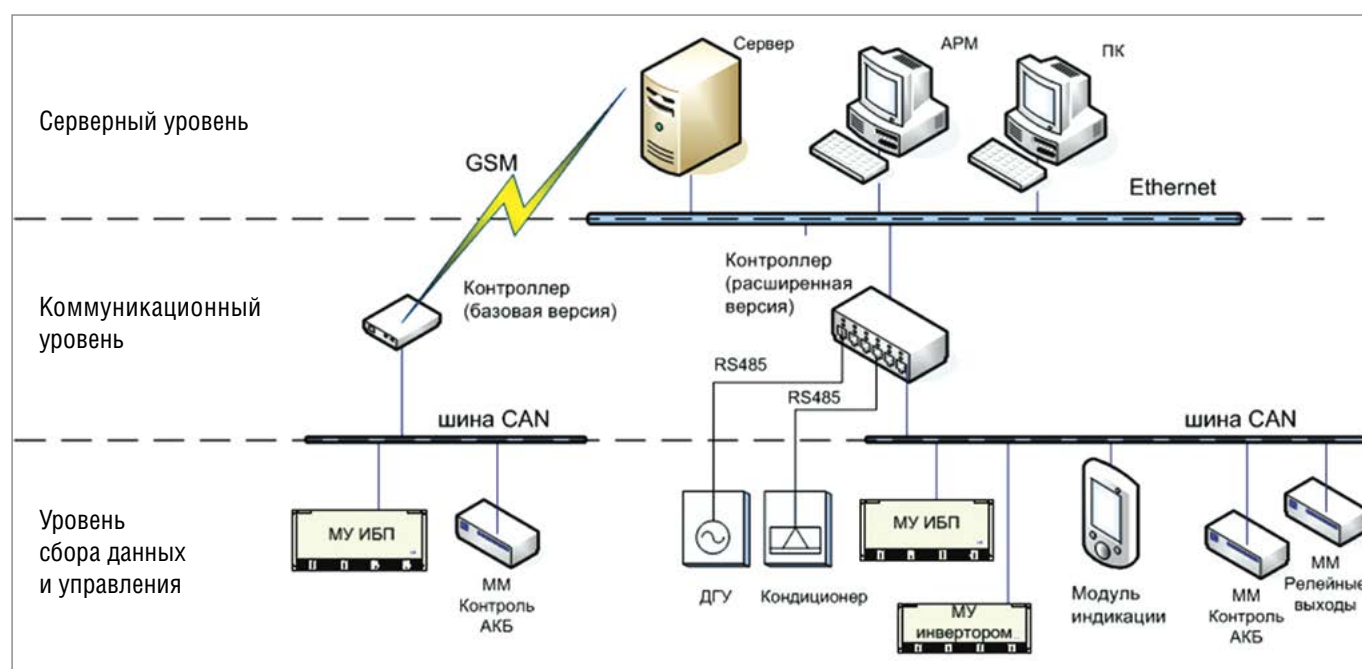 Серверный уровень
Сервер
АРМ
ПК
GSM
Ethernet
Коммуникационный
уровень
Контроллер
(базовая версия)
Контроллер
(расширенная
версия)
RS485
RS485
шина CAN
шина CAN
Уровень
сбора данных
и управления
МУ ИБП
ММ
Контроль
АКБ
ДГУ
Кондиционер
МУ ИБП
МУ
инвертором
Модуль
индикации
ММ
Контроль
АКБ
ММ
Релейные
выходы